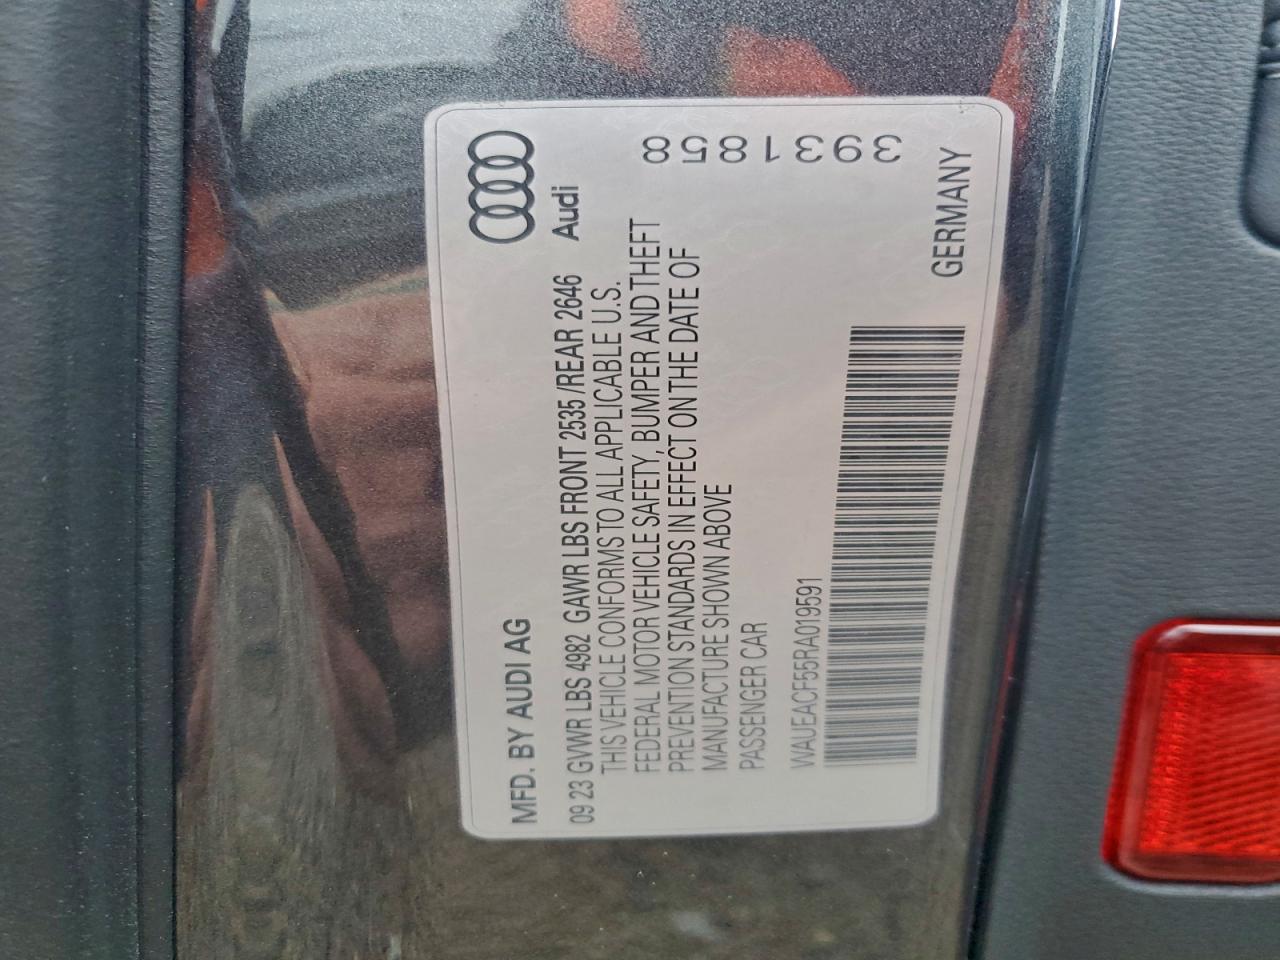 MFD. BY AUDI AG
09 23 GVWR LBS 4982 GAWR LBS FRONT 2535 /REAR 2646
THIS VEHICLE CONFORMS TO ALL APPLICABLE U.S.
FEDERAL MOTOR VEHICLE SAFETY, BUMPER AND THEFT
PREVENTION STANDARDS IN EFFECT ON THE DATE OF
MANUFACTURE SHOWN ABOVE
PASSENGER CAR
WAUEACF55RA019591
Audi
3931858
GERMANY